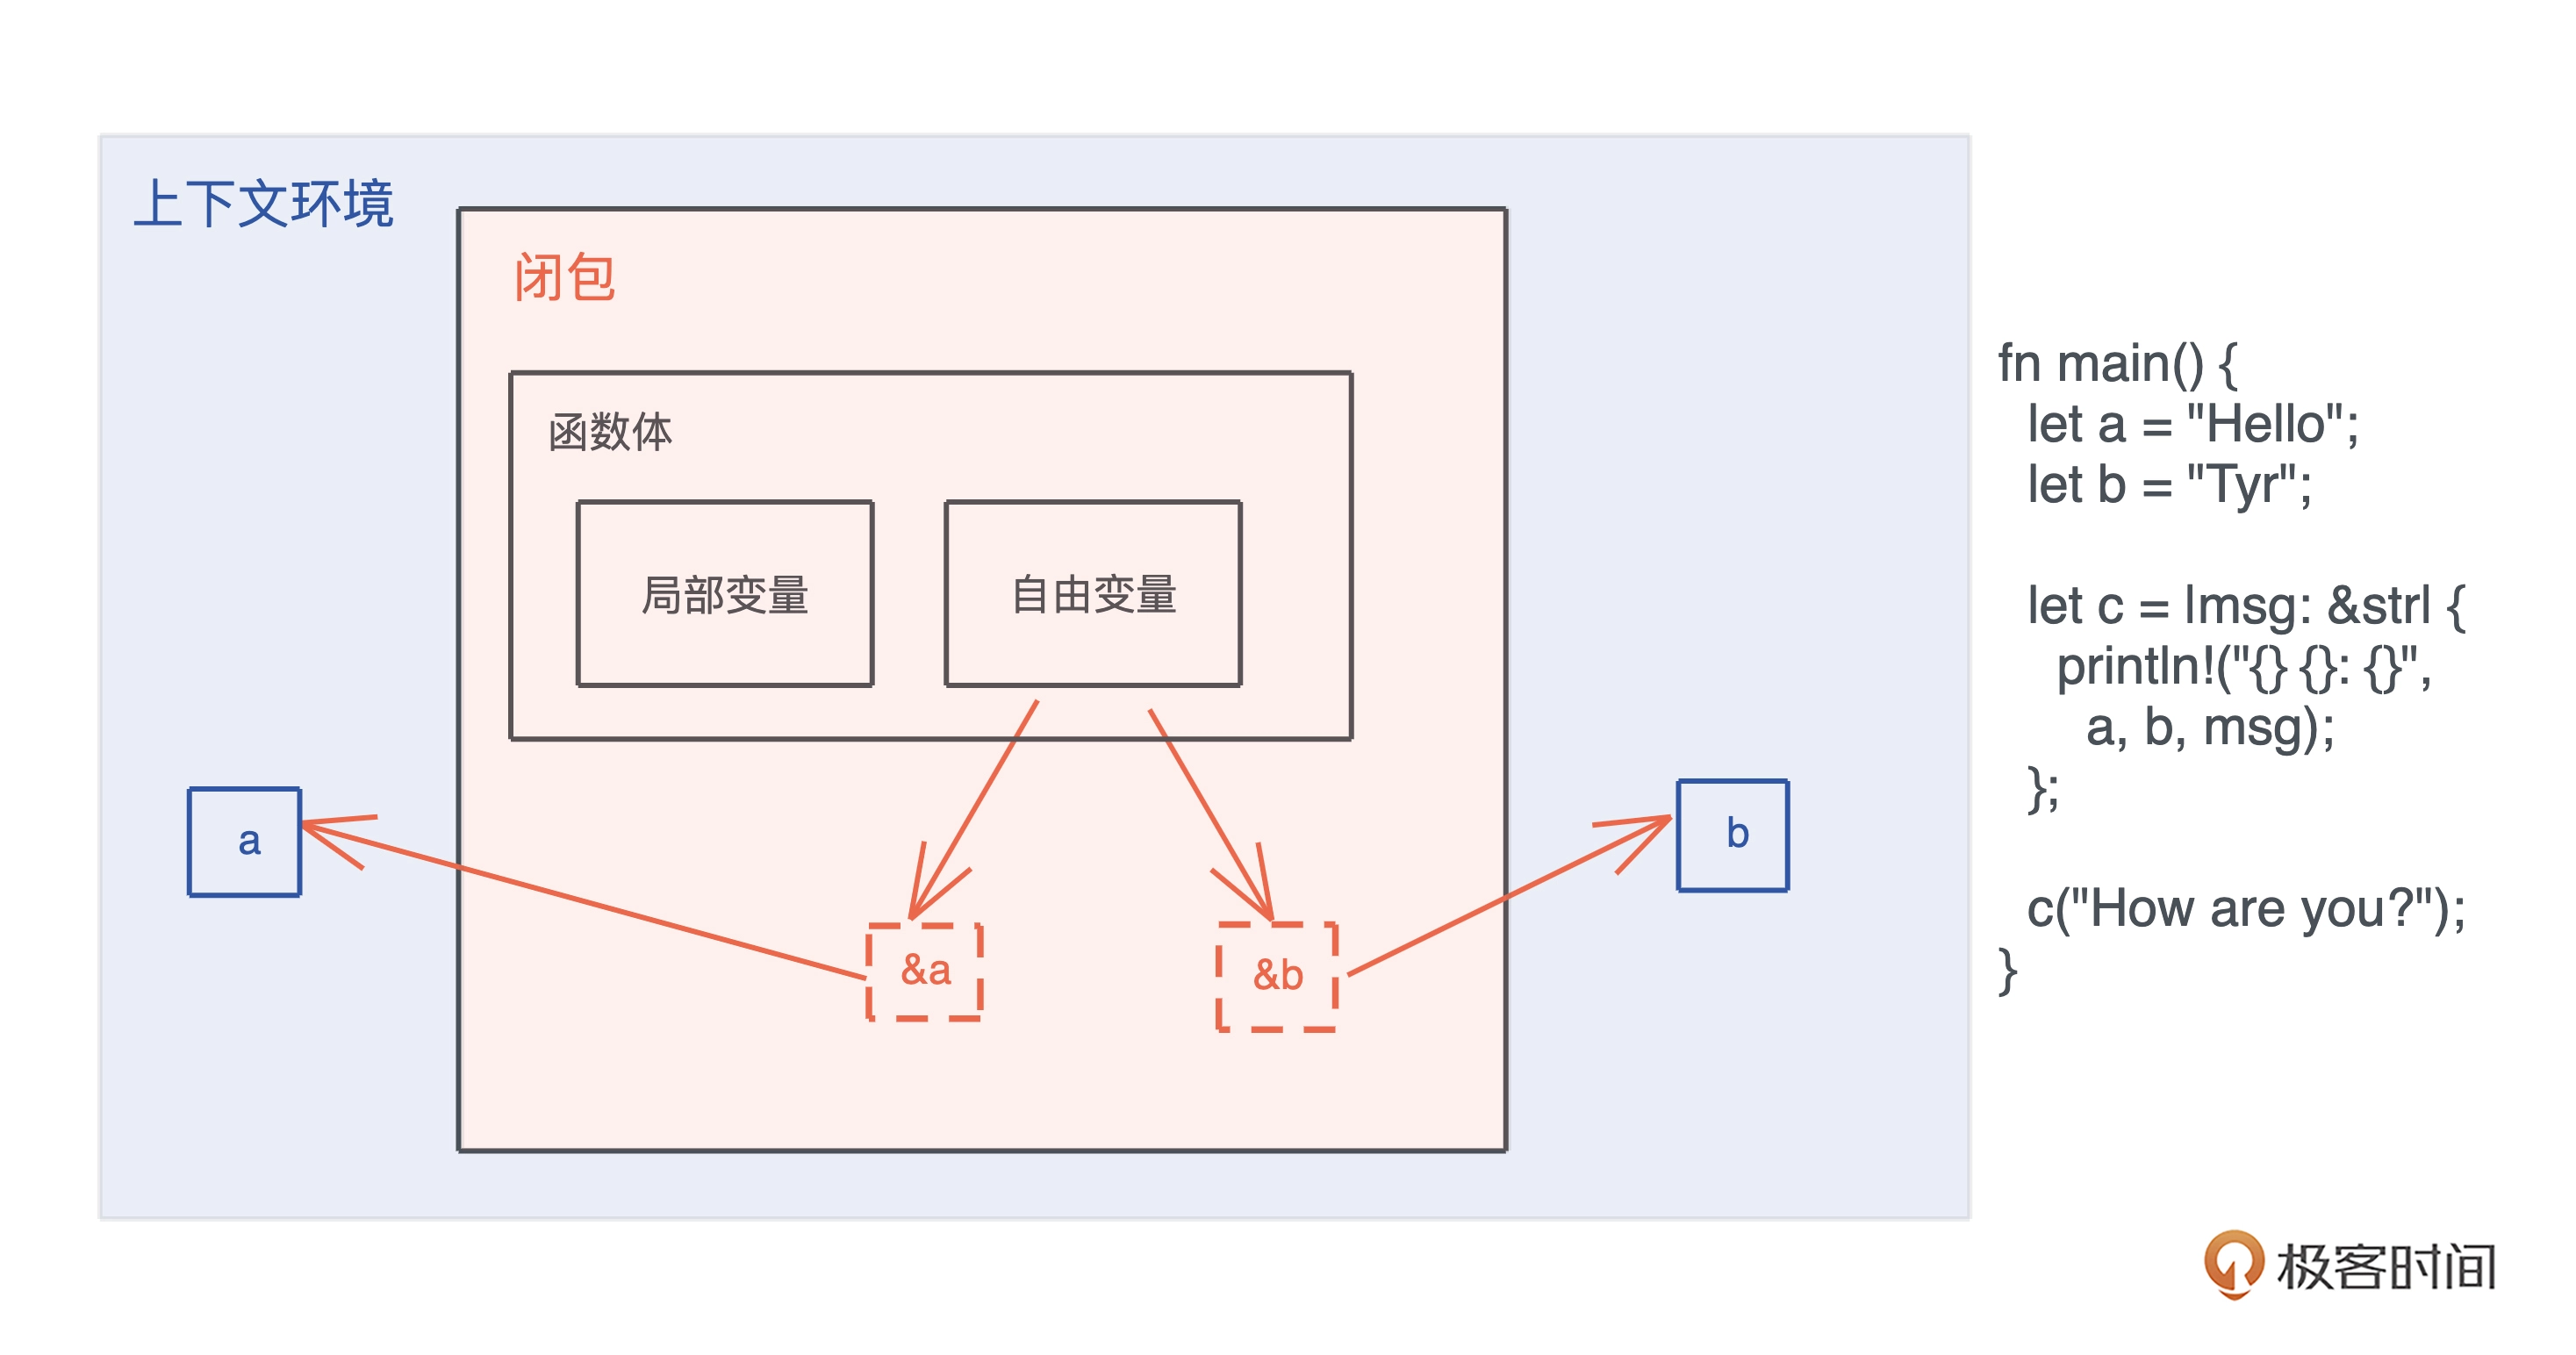 上下文环境
闭包
函数体
局部变量
自由变量
a
b
&a
&b
fn main() {
let a = "Hello";
let b = "Tyr";
let c = |msg: &str| {
println!("{} {}: {}",
a, b, msg);
};
c("How are you?");
}
极客时间